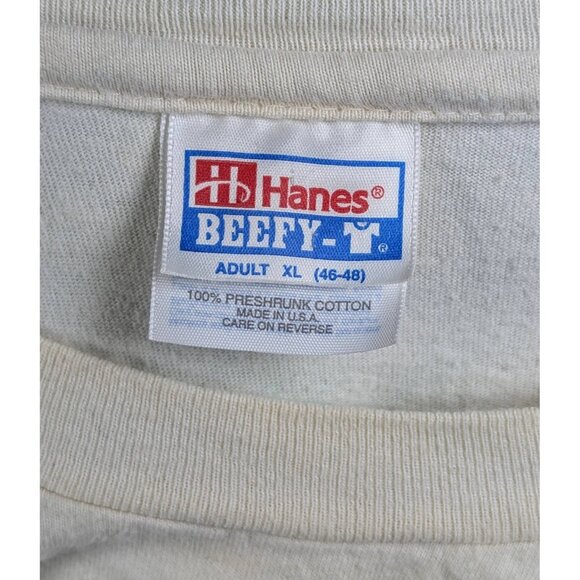 Hanes®
BEEFY-T®
ADULT XL (46-48)
100% PRESHRUNK COTTON
MADE IN U.S.A.
CARE ON REVERSE